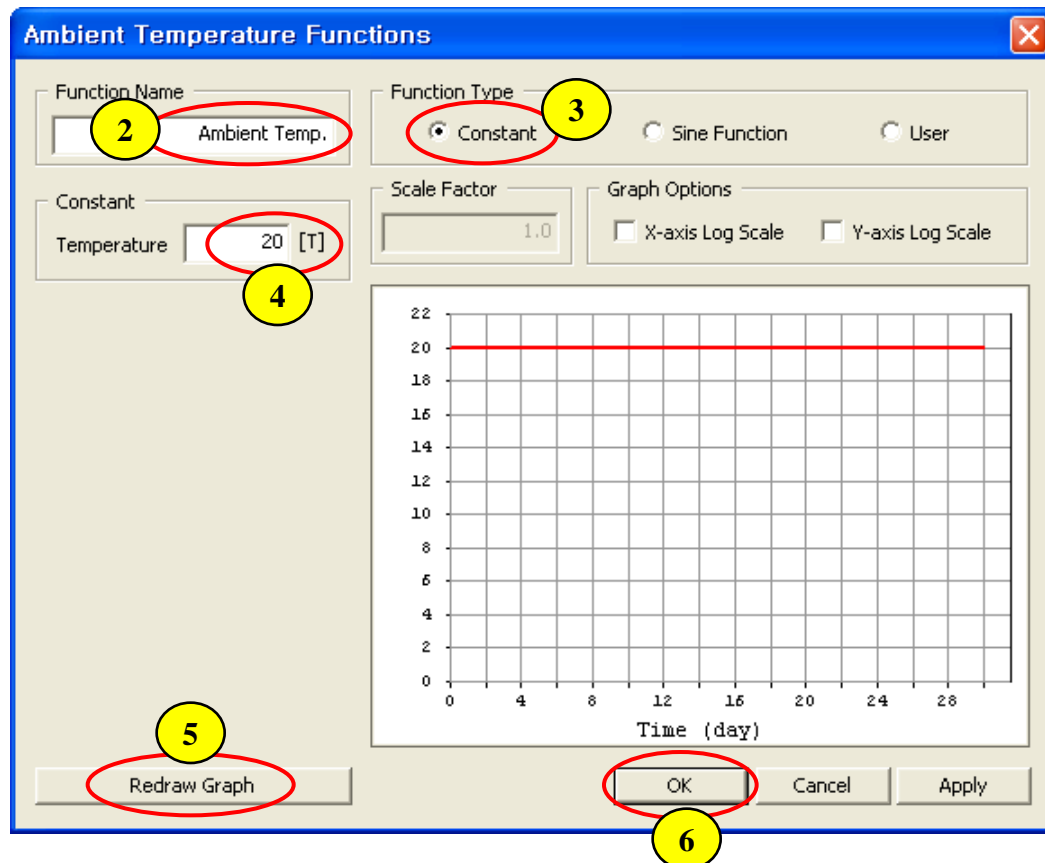 Ambient Temperature Functions
Function Name
2 Ambient Temp.
Function Type
3
Constant Sine Function User
Constant
Temperature 20 [T]
4
Scale Factor
1.0
Graph Options
X-axis Log Scale Y-axis Log Scale
22
20
18
16
14
12
10
8
6
4
2
0
0 4 8 12 16 20 24 28
Time (day)
5
Redraw Graph
OK Cancel Apply
6